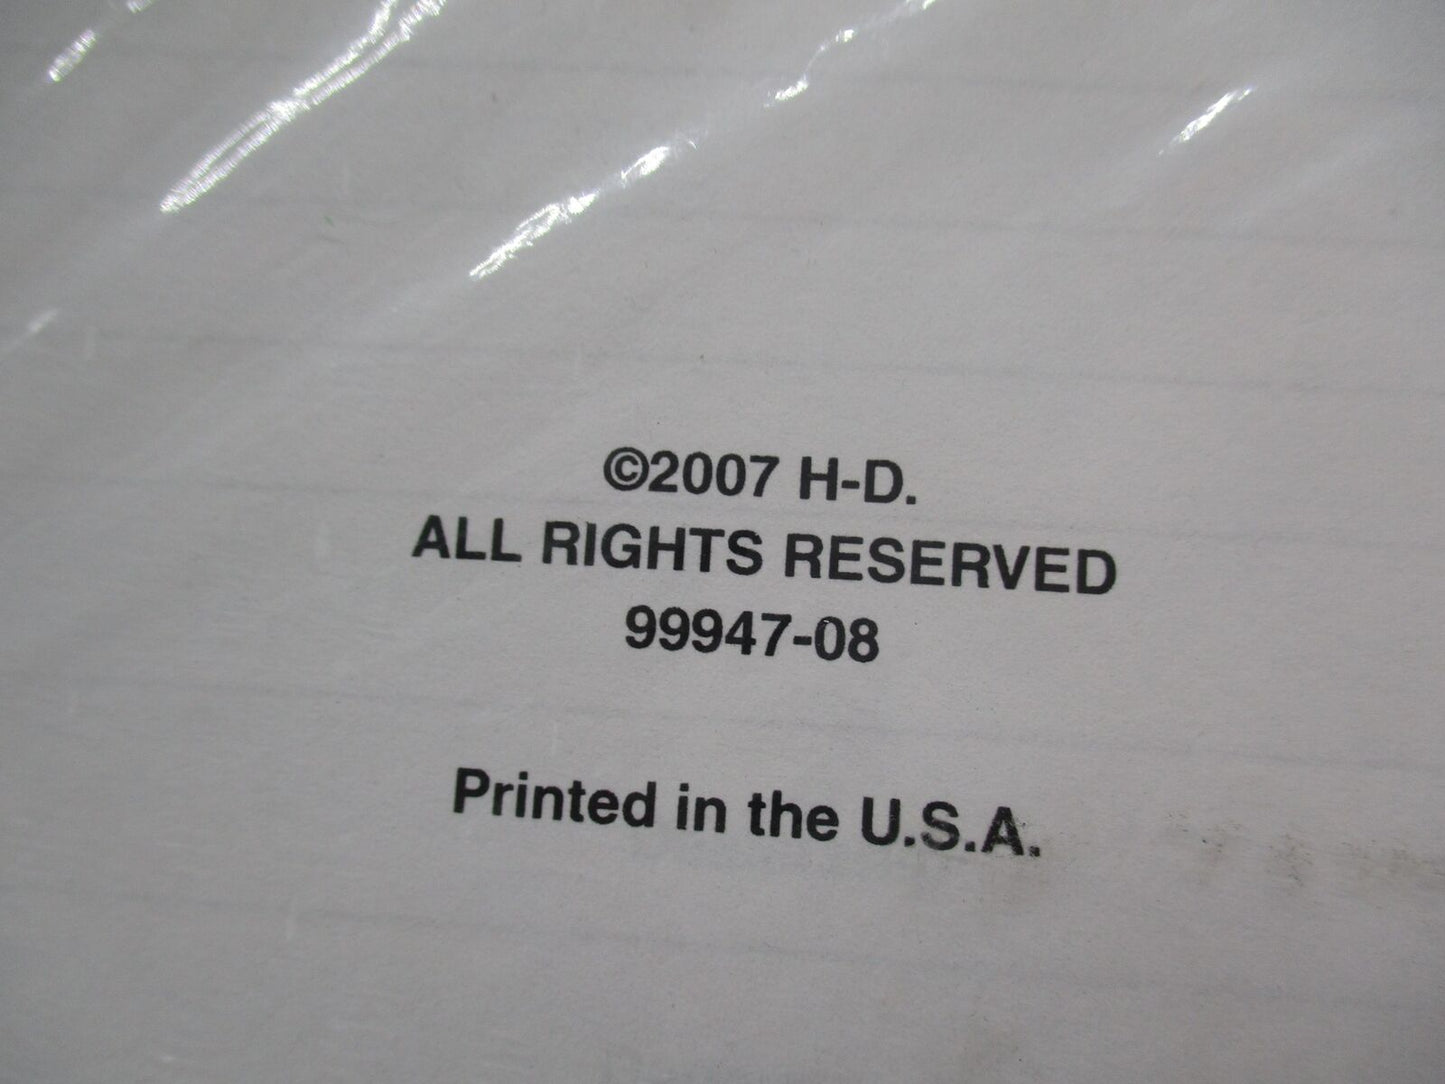 ©2007 H-D.
ALL RIGHTS RESERVED
99947-08
Printed in the U.S.A.